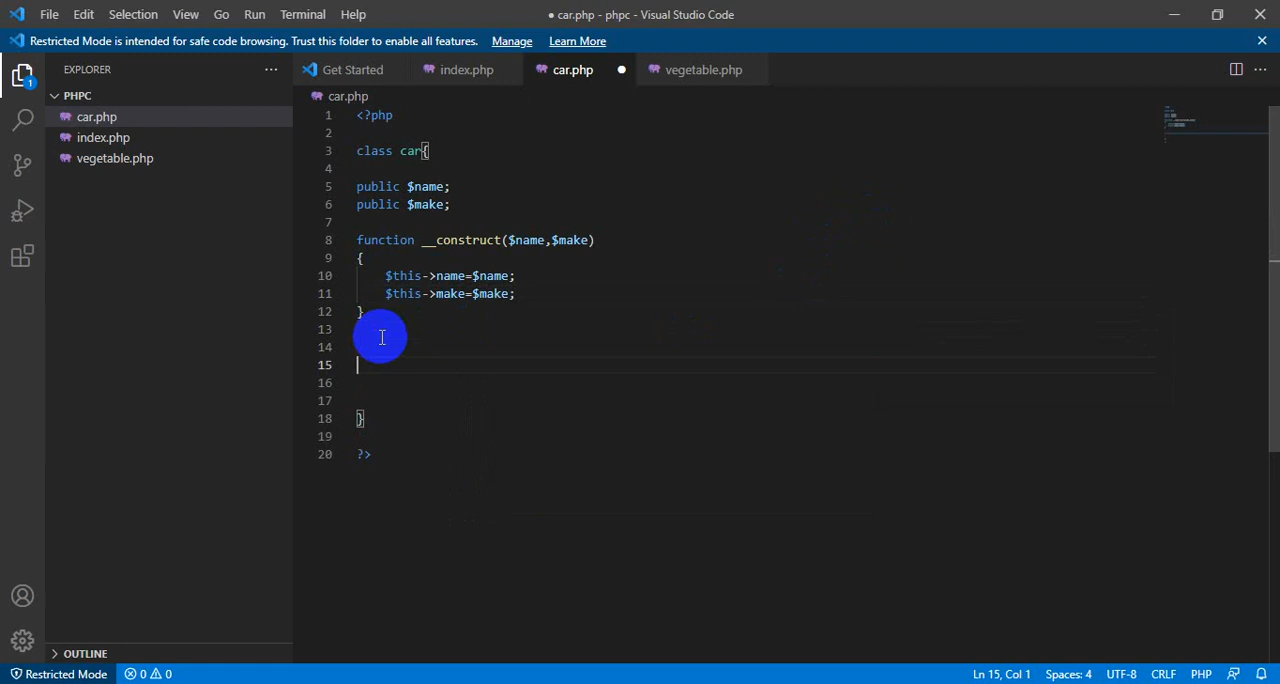 File Edit Selection View Go Run Terminal Help ● car.php - phpc - Visual Studio Code
Restricted Mode is intended for safe code browsing. Trust this folder to enable all features. Manage Learn More
EXPLORER ... Get Started index.php car.php ● vegetable.php ...
1
PHPC car.php
car.php
index.php
vegetable.php
1 <?php
2
3 class car{
4
5 public $name;
6 public $make;
7
8 function __construct($name,$make)
9 {
10 $this->name=$name;
11 $this->make=$make;
12 }
13
14
15
16
17
18 }
19
20 ?>
OUTLINE
Restricted Mode 0 0 Ln 15, Col 1 Spaces: 4 UTF-8 CRLF PHP